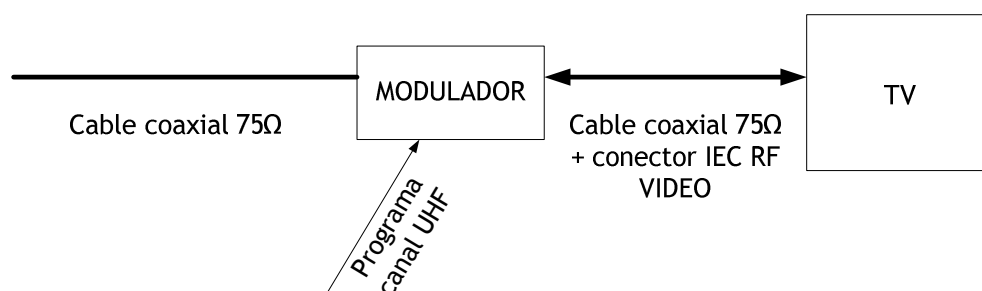 MODULADOR
TV
Cable coaxial 75Ω
Cable coaxial 75Ω
+ conector IEC RF
VIDEO
Programa
canal UHF